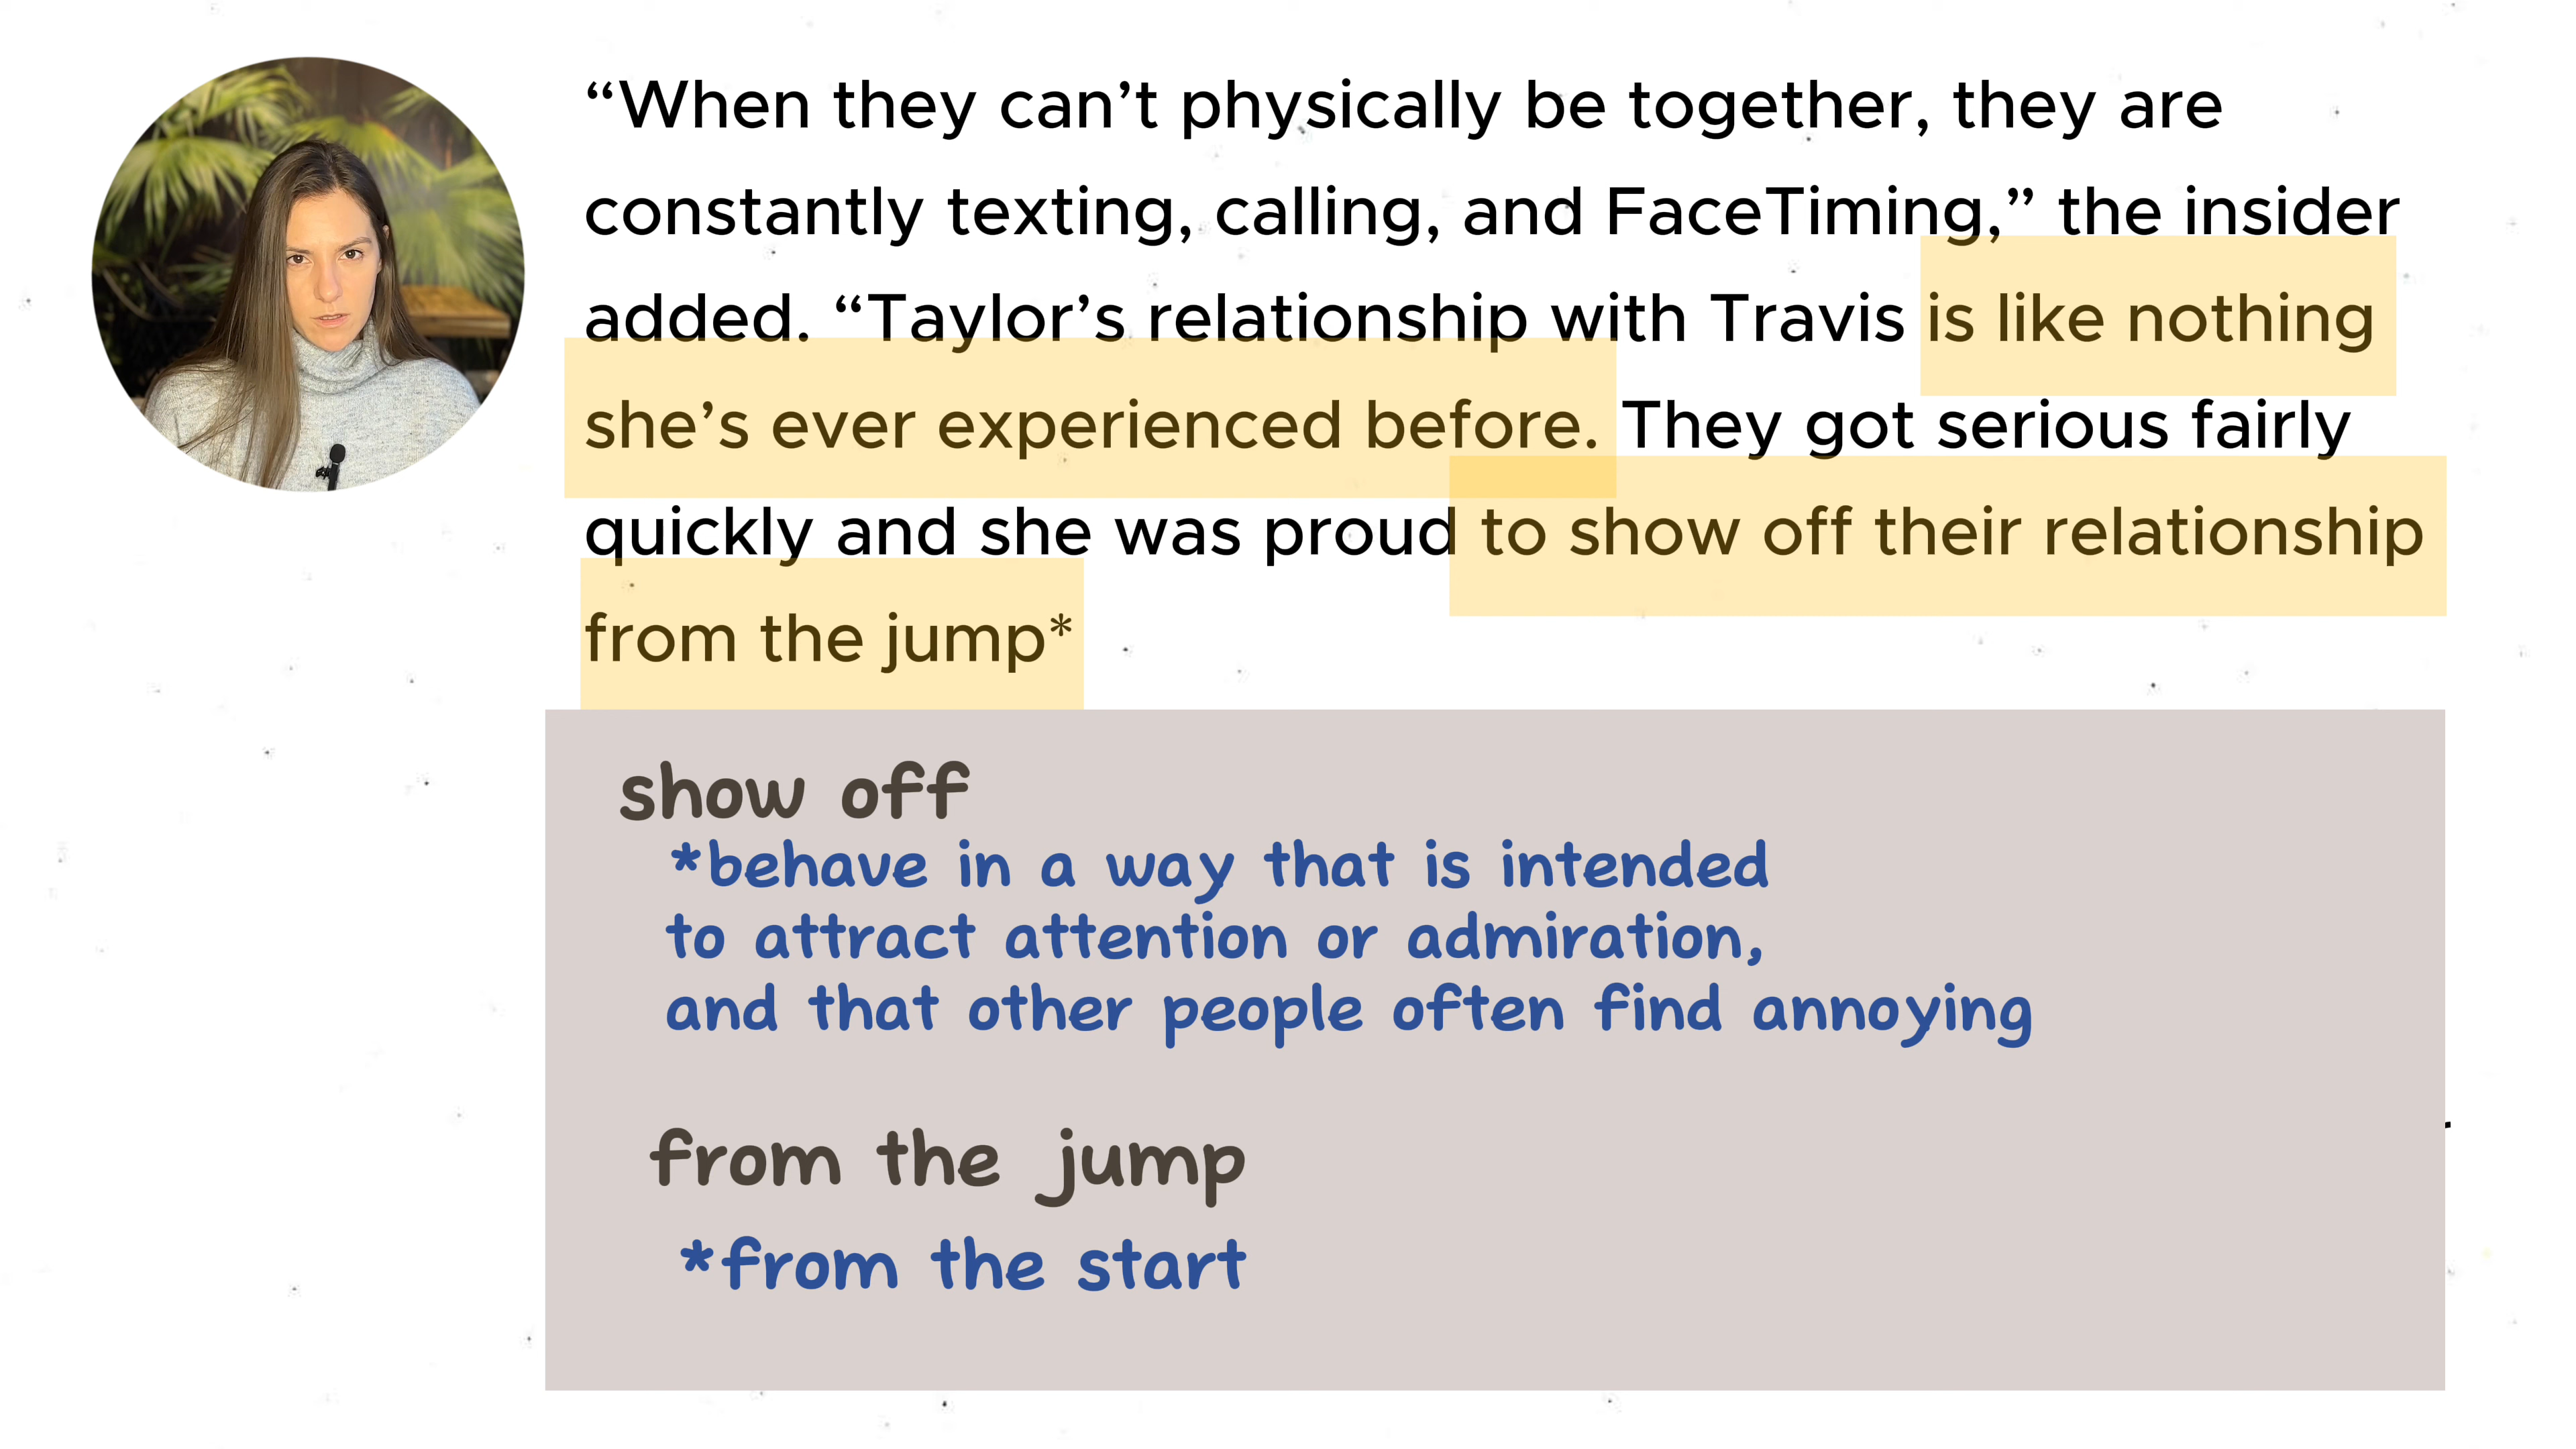 “When they can’t physically be together, they are
constantly texting, calling, and FaceTiming,” the insider
added. “Taylor’s relationship with Travis is like nothing
she’s ever experienced before. They got serious fairly
quickly and she was proud to show off their relationship
from the jump*
show off
*behave in a way that is intended
to attract attention or admiration,
and that other people often find annoying
from the jump
*from the start